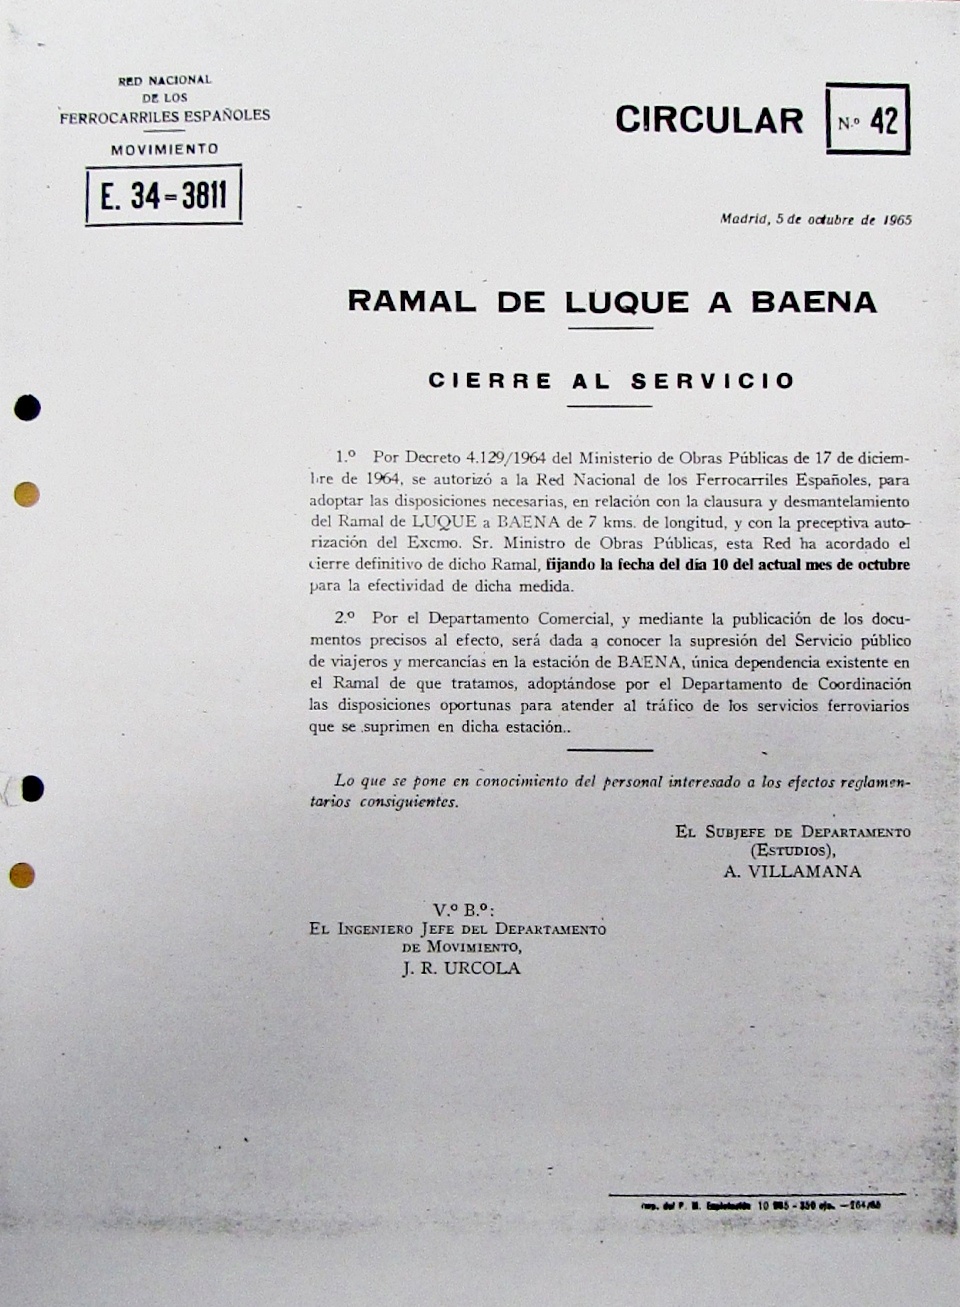 RED NACIONAL
DE LOS
FERROCARRILES ESPAÑOLES
MOVIMIENTO
E. 34-3811
CIRCULAR N.º 42
Madrid, 5 de octubre de 1965
RAMAL DE LUQUE A BAENA
CIERRE AL SERVICIO
1.º Por Decreto 4.129/1964 del Ministerio de Obras Públicas de 17 de diciem-
bre de 1964, se autorizó a la Red Nacional de los Ferrocarriles Españoles, para
adoptar las disposiciones necesarias, en relación con la clausura y desmantelamiento
del Ramal de LUQUE a BAENA de 7 kms. de longitud, y con la preceptiva auto-
rización del Excmo. Sr. Ministro de Obras Públicas, esta Red ha acordado el
cierre definitivo de dicho Ramal, fijando la fecha del día 10 del actual mes de octubre
para la efectividad de dicha medida.
2.º Por el Departamento Comercial, y mediante la publicación de los docu-
mentos precisos al efecto, será dada a conocer la supresión del Servicio público
de viajeros y mercancías en la estación de BAENA, única dependencia existente en
el Ramal de que tratamos, adoptándose por el Departamento de Coordinación
las disposiciones oportunas para atender al tráfico de los servicios ferroviarios
que se suprimen en dicha estación..
Lo que se pone en conocimiento del personal interesado a los efectos reglamen-
tarios consiguientes.
EL SUBJEFE DE DEPARTAMENTO
(ESTUDIOS),
A. VILLAMANA
V.º B.º:
EL INGENIERO JEFE DEL DEPARTAMENTO
DE MOVIMIENTO,
J. R. URCOLA
del P. M. Explotación 10 - 350 ejs.